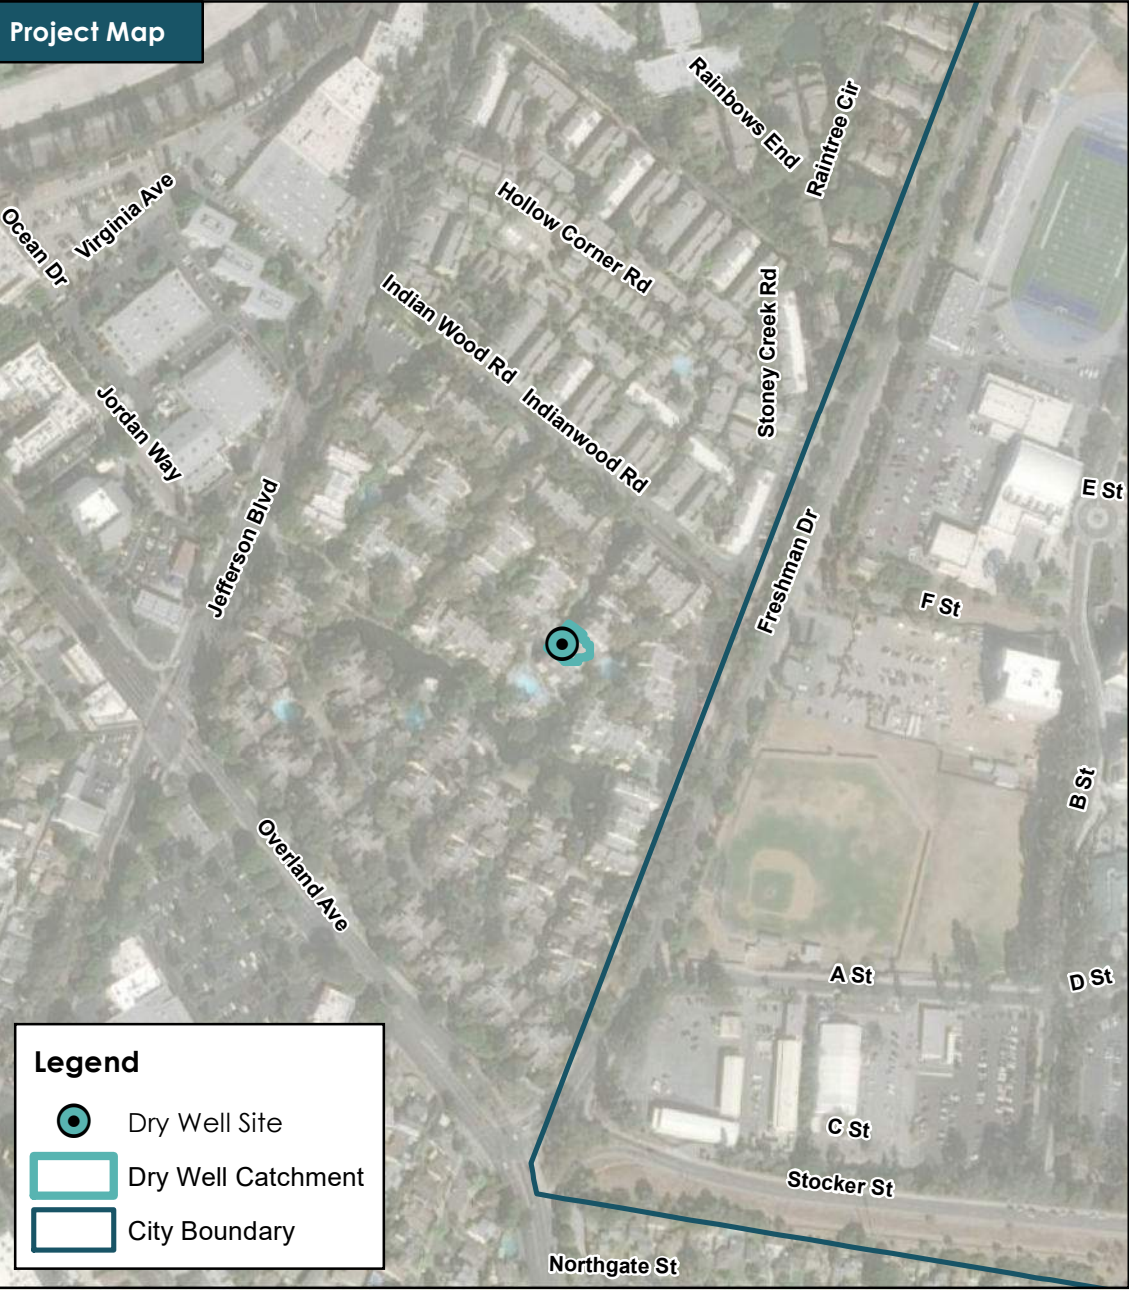 Project Map
Rainbows End
Raintree Cir
Virginia Ave
Ocean Dr
Hollow Corner Rd
Indian Wood Rd
Stoney Creek Rd
Indianwood Rd
Jordan Way
Jefferson Blvd
E St
Freshman Dr
F St
B St
Overland Ave
A St
D St
C St
Stocker St
Northgate St
Legend
Dry Well Site
Dry Well Catchment
City Boundary